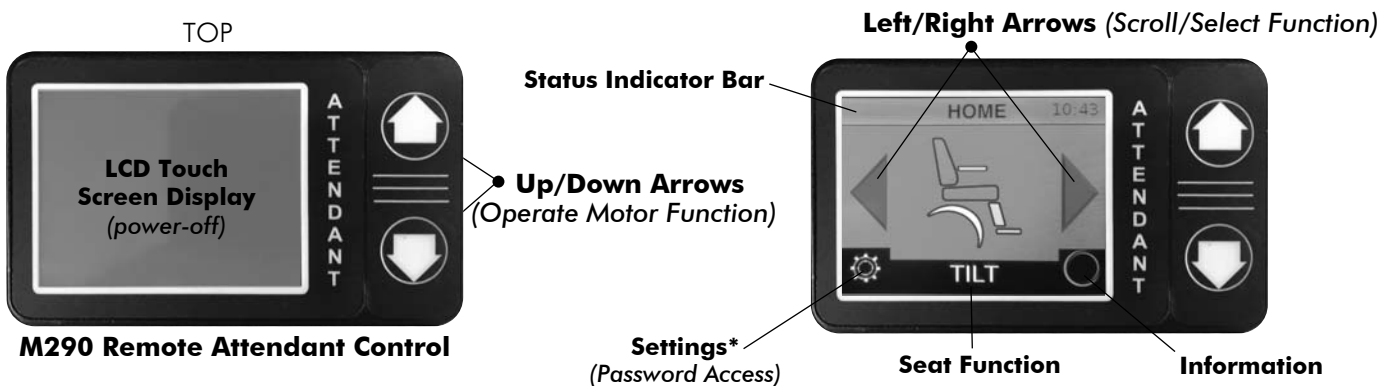 TOP
LCD Touch
Screen Display
(power-off)
ATTENDANT
Up/Down Arrows
(Operate Motor Function)
M290 Remote Attendant Control
Left/Right Arrows (Scroll/Select Function)
Status Indicator Bar
HOME 10:43
TILT
ATTENDANT
Settings*
(Password Access)
Seat Function
Information